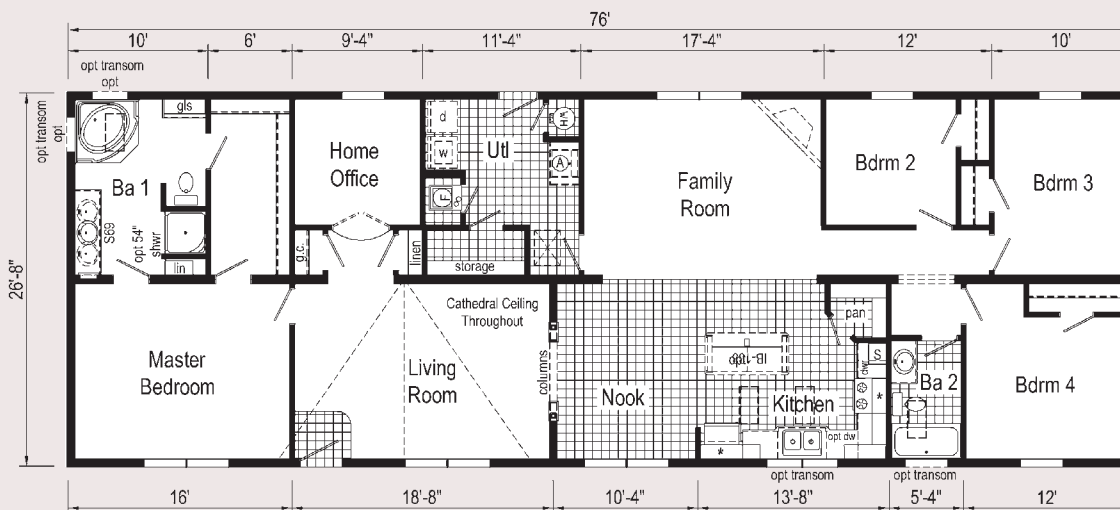 76'
10'
6'
9'-4"
11'-4"
17'-4"
12'
10'
opt transom
opt
opt transom
opt
gls
Ba 1
S69
opt 54"
shwr
lin
Home
Office
g.c.
linen
d
w
F
Utl
WH
A
storage
Family
Room
Bdrm 2
Bdrm 3
26'-8"
Master
Bedroom
Cathedral Ceiling
Throughout
Living
Room
columns
Nook
Kitchen
pan
S
dw
*
*
opt dw
Ba 2
Bdrm 4
opt transom
opt transom
16'
18'-8"
10'-4"
13'-8"
5'-4"
12'